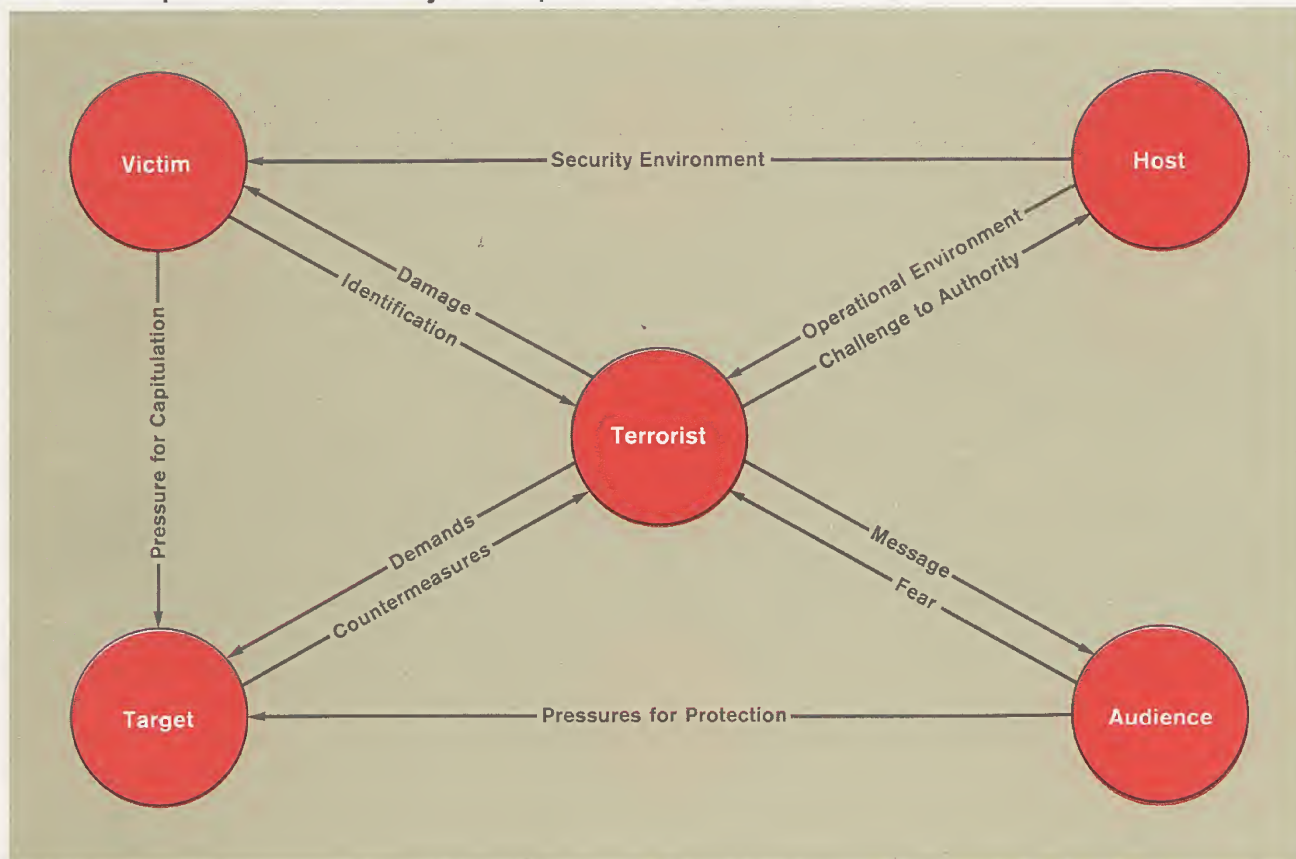 Victim
Host
Security Environment
Damage
Identification
Operational Environment
Challenge to Authority
Pressure for Capitulation
Terrorist
Demands
Countermeasures
Message
Fear
Target
Pressures for Protection
Audience